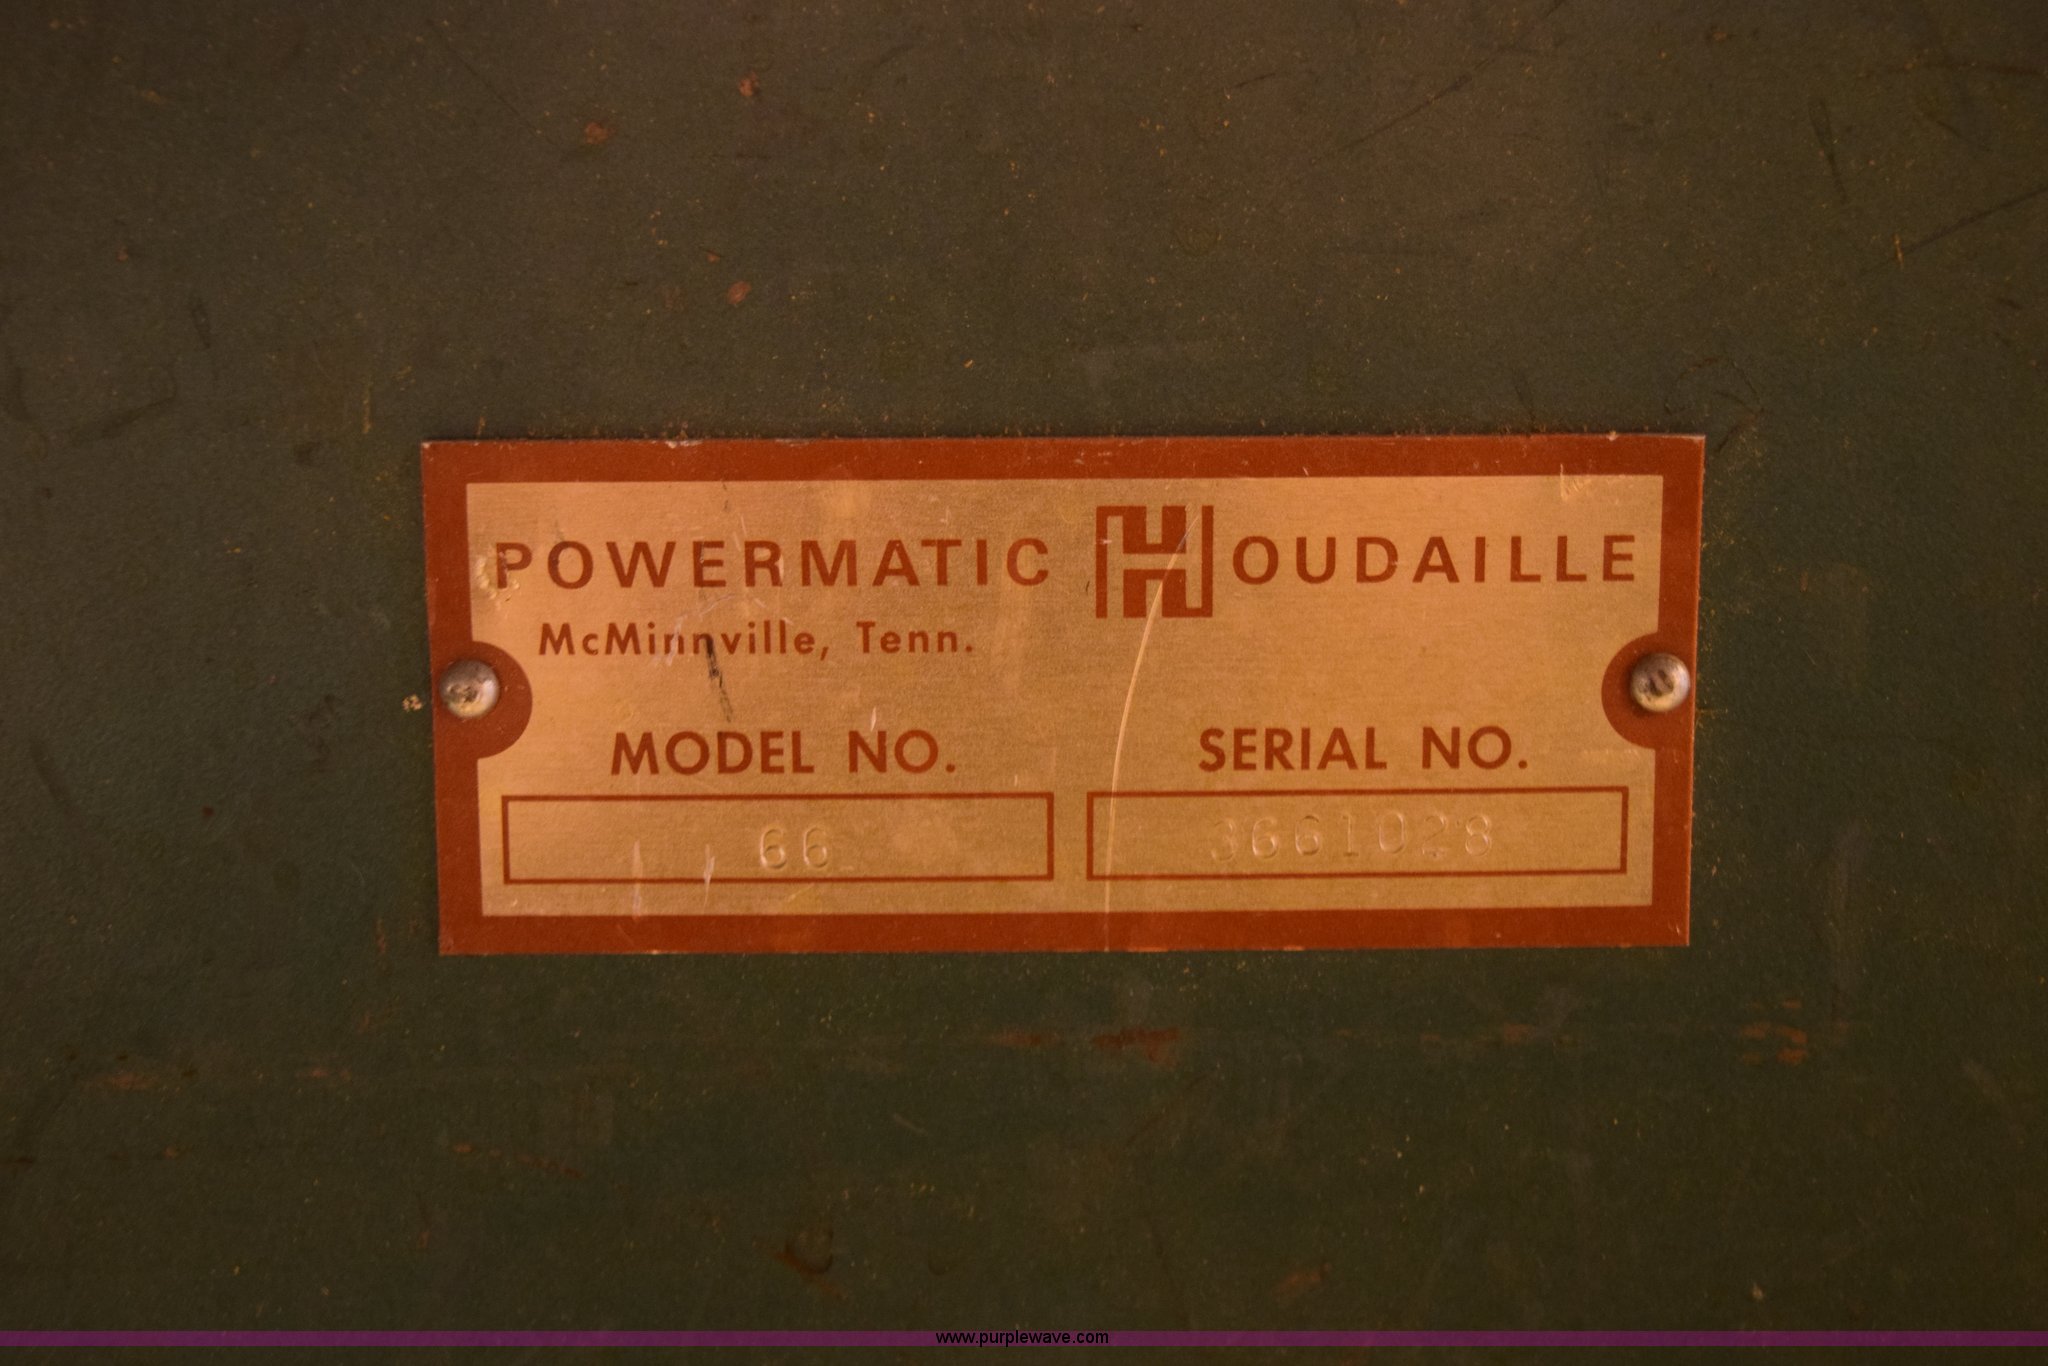 POWERMATIC HOUDAILLE
McMinnville, Tenn.
MODEL NO. SERIAL NO.
66 3661028
www.purplewave.com